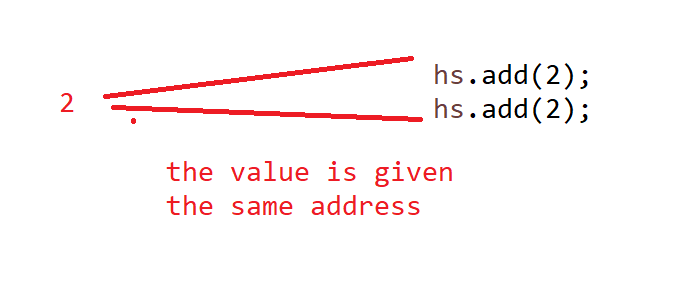 hs.add(2);
2
hs.add(2);
the value is given
the same address